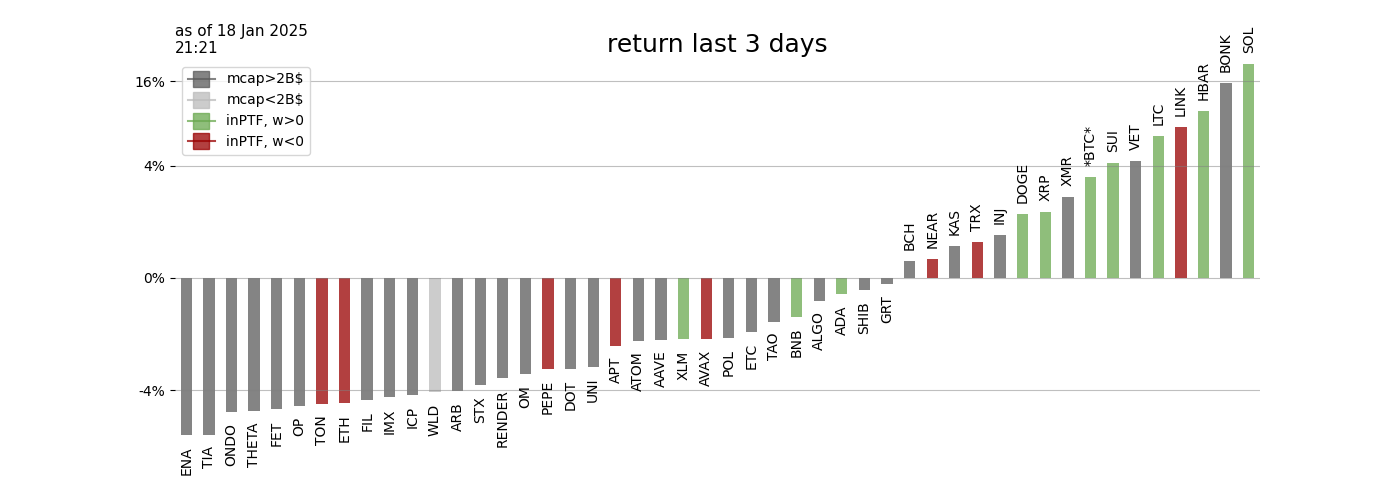 as of 18 Jan 2025
21:21
return last 3 days
mcap>2B$
mcap<2B$
inPTF, w>0
inPTF, w<0
16%
4%
0%
-4%
ENA
TIA
ONDO
THETA
FET
OP
TON
ETH
FIL
IMX
ICP
WLD
ARB
STX
RENDER
OM
PEPE
DOT
UNI
APT
ATOM
AAVE
XLM
AVAX
POL
ETC
TAO
BNB
ALGO
ADA
SHIB
GRT
BCH
NEAR
KAS
TRX
INJ
DOGE
XRP
XMR
*BTC*
SUI
VET
LTC
LINK
HBAR
BONK
SOL